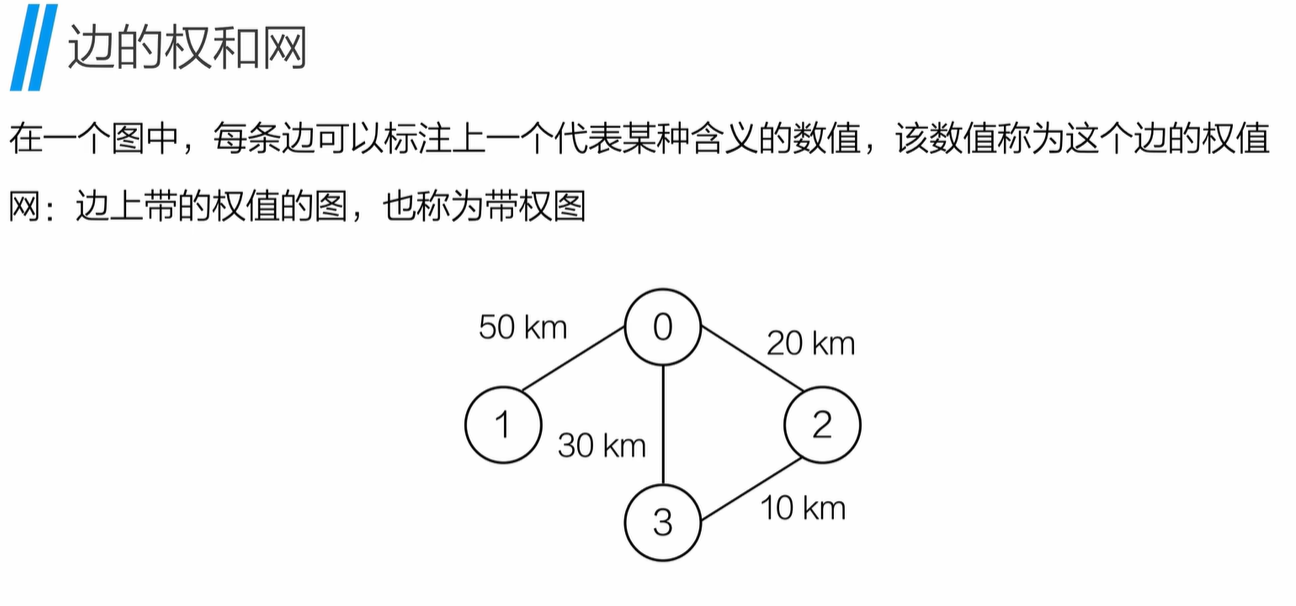 边的权和网
在一个图中，每条边可以标注上一个代表某种含义的数值，该数值称为这个边的权值
网：边上带的权值的图，也称为带权图
50 km
0
20 km
1
30 km
2
3
10 km